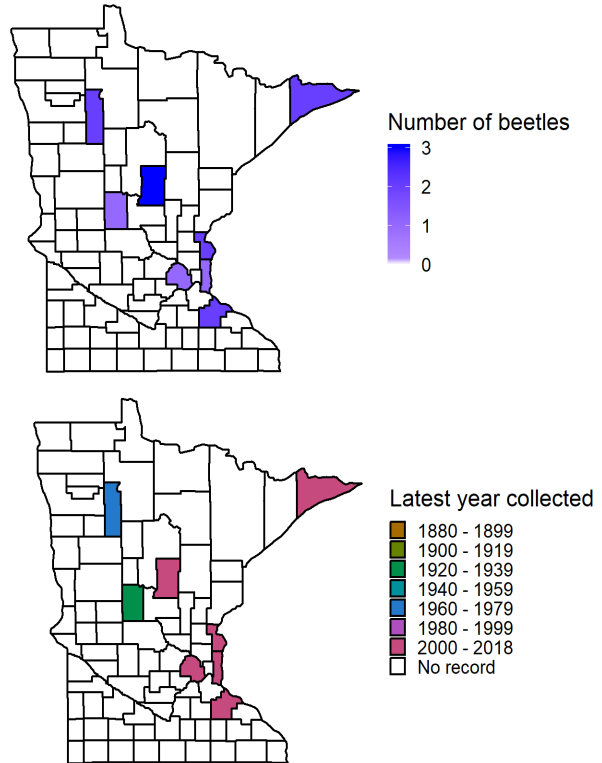 Number of beetles
3
2
1
0
Latest year collected
1880 - 1899
1900 - 1919
1920 - 1939
1940 - 1959
1960 - 1979
1980 - 1999
2000 - 2018
No record